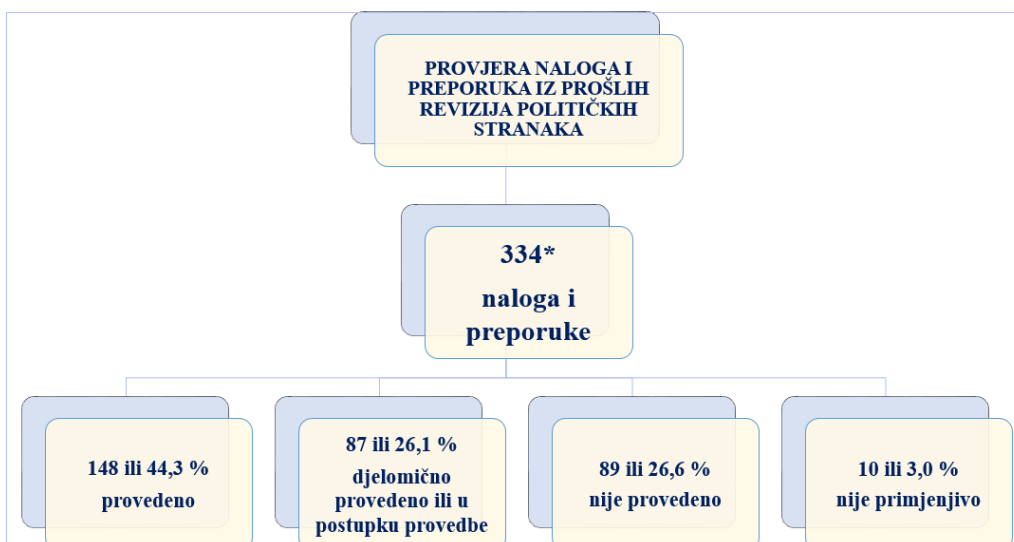 PROVJERA NALOGA I
PREPORUKA IZ PROŠLIH
REVIZIJA POLITIČKIH
STRANAKA
334*
naloga i
preporuke
148 ili 44,3 %
provedeno
87 ili 26,1 %
djelomično
provedeno ili u
postupku provedbe
89 ili 26,6 %
nije provedeno
10 ili 3,0 %
nije primjenjivo